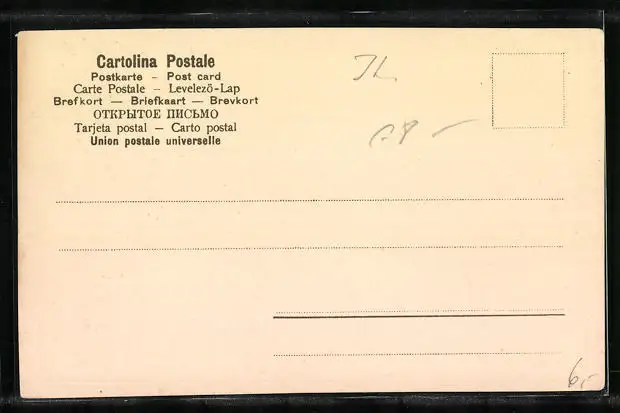 Cartolina Postale
Postkarte – Post card
Carte Postale – Levelező-Lap
Brefkort — Briefkaart — Brevkort
ОТКРЫТОЕ ПИСЬМО
Tarjeta postal — Carto postal
Union postale universelle
6,-